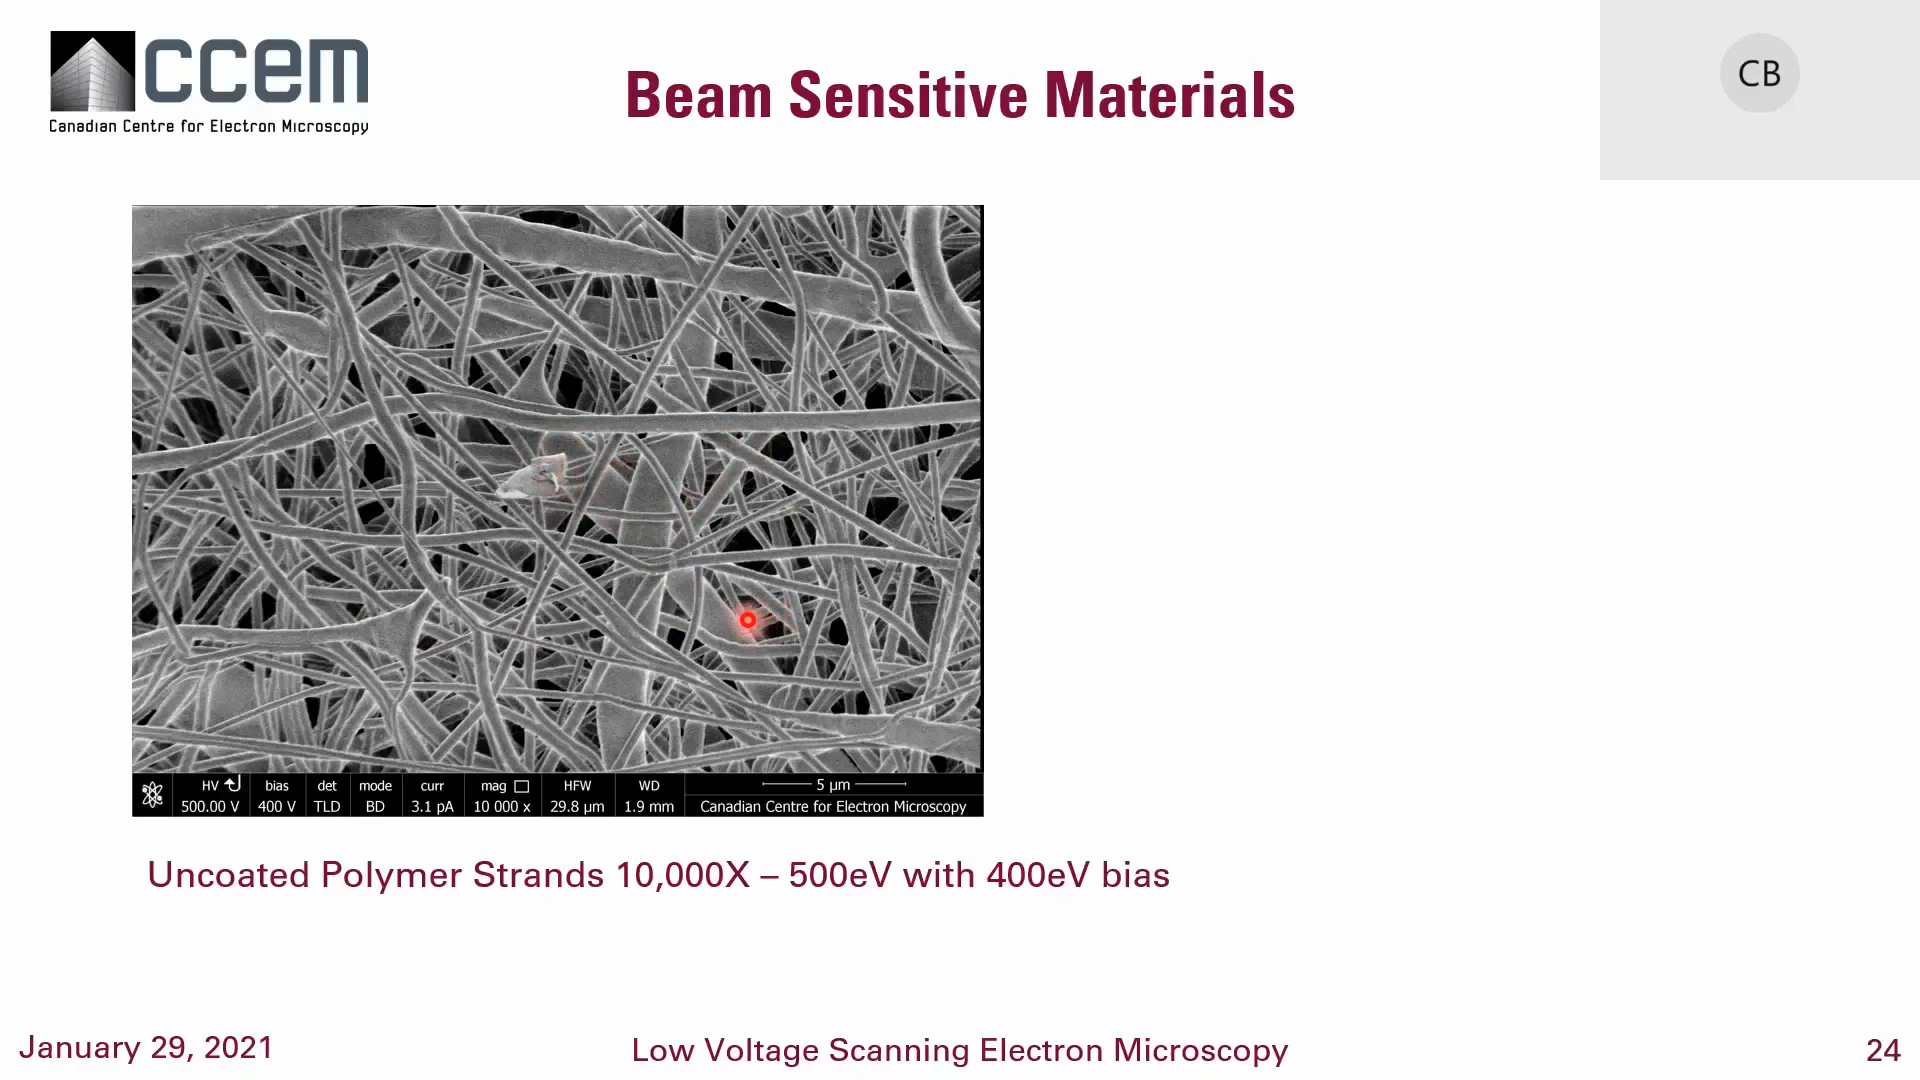 ccem
Canadian Centre for Electron Microscopy
Beam Sensitive Materials
CB
HV bias det mode curr mag HFW WD 5 µm
500.00 V 400 V TLD BD 3.1 pA 10 000 x 29.8 µm 1.9 mm Canadian Centre for Electron Microscopy
Uncoated Polymer Strands 10,000X – 500eV with 400eV bias
January 29, 2021
Low Voltage Scanning Electron Microscopy
24